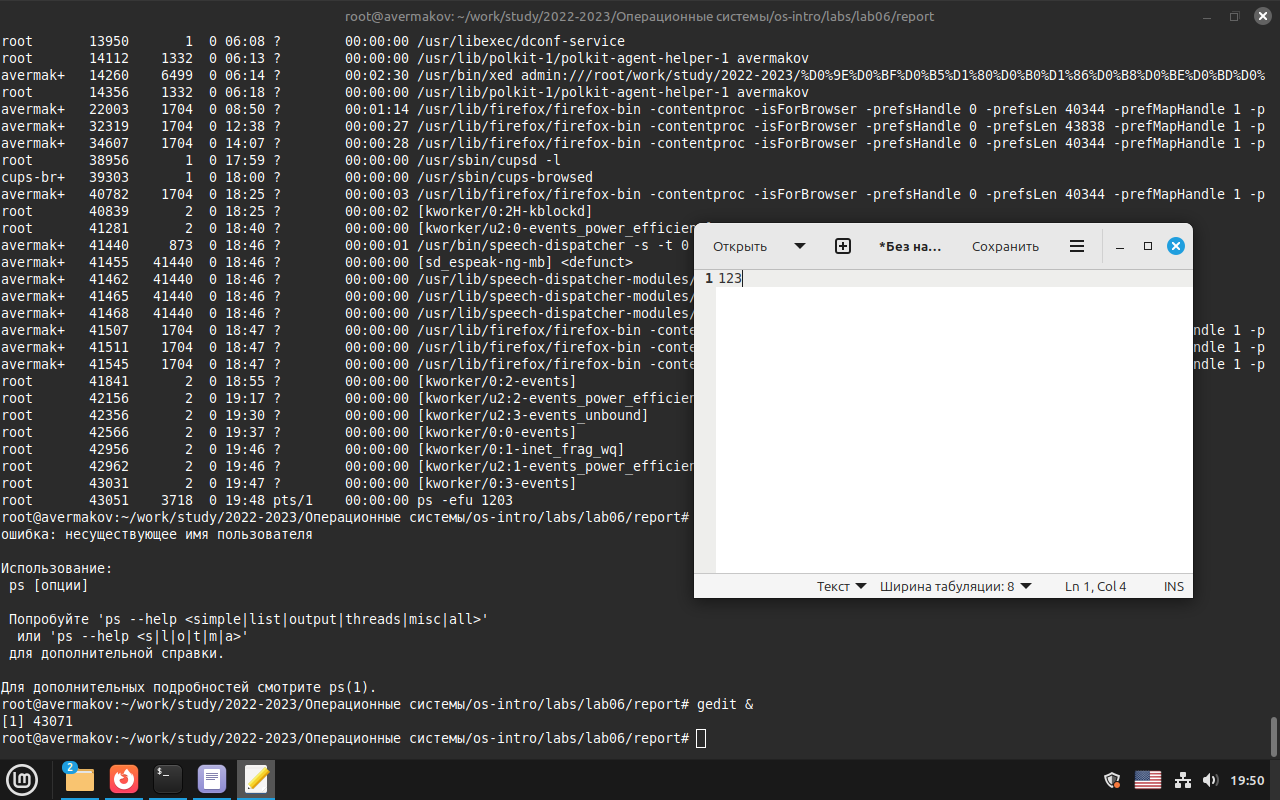 root@avermakov: ~/work/study/2022-2023/Операционные системы/os-intro/labs/lab06/report
root 13950 1 0 06:08 ? 00:00:00 /usr/libexec/dconf-service
root 14112 1332 0 06:13 ? 00:00:00 /usr/lib/polkit-1/polkit-agent-helper-1 avermakov
avermak+ 14260 6499 0 06:14 ? 00:02:30 /usr/bin/xed admin:///root/work/study/2022-2023/%D0%9E%D0%BF%D0%B5%D1%80%D0%B0%D1%86%D0%B8%D0%BE%D0%BD%D0%
root 14356 1332 0 06:18 ? 00:00:00 /usr/lib/polkit-1/polkit-agent-helper-1 avermakov
avermak+ 22003 1704 0 08:50 ? 00:01:14 /usr/lib/firefox/firefox-bin -contentproc -isForBrowser -prefsHandle 0 -prefsLen 40344 -prefMapHandle 1 -p
avermak+ 32319 1704 0 12:38 ? 00:00:27 /usr/lib/firefox/firefox-bin -contentproc -isForBrowser -prefsHandle 0 -prefsLen 43838 -prefMapHandle 1 -p
avermak+ 34607 1704 0 14:07 ? 00:00:28 /usr/lib/firefox/firefox-bin -contentproc -isForBrowser -prefsHandle 0 -prefsLen 40344 -prefMapHandle 1 -p
root 38956 1 0 17:59 ? 00:00:00 /usr/sbin/cupsd -l
cups-br+ 39303 1 0 18:00 ? 00:00:00 /usr/sbin/cups-browsed
avermak+ 40782 1704 0 18:25 ? 00:00:03 /usr/lib/firefox/firefox-bin -contentproc -isForBrowser -prefsHandle 0 -prefsLen 40344 -prefMapHandle 1 -p
root 40839 2 0 18:25 ? 00:00:02 [kworker/0:2H-kblockd]
root 41281 2 0 18:40 ? 00:00:00 [kworker/u2:0-events_power_efficient]
avermak+ 41440 873 0 18:46 ? 00:00:01 /usr/bin/speech-dispatcher -s -t 0
avermak+ 41455 41440 0 18:46 ? 00:00:00 [sd_espeak-ng-mb] <defunct>
avermak+ 41462 41440 0 18:46 ? 00:00:00 /usr/lib/speech-dispatcher-modules/
avermak+ 41465 41440 0 18:46 ? 00:00:00 /usr/lib/speech-dispatcher-modules/
avermak+ 41468 41440 0 18:46 ? 00:00:00 /usr/lib/speech-dispatcher-modules/
avermak+ 41507 1704 0 18:47 ? 00:00:00 /usr/lib/firefox/firefox-bin -conte ndle 1 -p
avermak+ 41511 1704 0 18:47 ? 00:00:00 /usr/lib/firefox/firefox-bin -conte ndle 1 -p
avermak+ 41545 1704 0 18:47 ? 00:00:00 /usr/lib/firefox/firefox-bin -conte ndle 1 -p
root 41841 2 0 18:55 ? 00:00:00 [kworker/0:2-events]
root 42156 2 0 19:17 ? 00:00:00 [kworker/u2:2-events_power_efficien
root 42356 2 0 19:30 ? 00:00:00 [kworker/u2:3-events_unbound]
root 42566 2 0 19:37 ? 00:00:00 [kworker/0:0-events]
root 42956 2 0 19:46 ? 00:00:00 [kworker/0:1-inet_frag_wq]
root 42962 2 0 19:46 ? 00:00:00 [kworker/u2:1-events_power_efficien
root 43031 2 0 19:47 ? 00:00:00 [kworker/0:3-events]
root 43051 3718 0 19:48 pts/1 00:00:00 ps -efu 1203
root@avermakov:~/work/study/2022-2023/Операционные системы/os-intro/labs/lab06/report#
ошибка: несуществующее имя пользователя
Использование:
ps [опции]
Попробуйте 'ps --help <simple|list|output|threads|misc|all>'
или 'ps --help <s|l|o|t|m|a>'
для дополнительной справки.
Для дополнительных подробностей смотрите ps(1).
root@avermakov:~/work/study/2022-2023/Операционные системы/os-intro/labs/lab06/report# gedit &
[1] 43071
root@avermakov:~/work/study/2022-2023/Операционные системы/os-intro/labs/lab06/report#
Открыть *Без на... Сохранить
1 123
Текст Ширина табуляции: 8 Ln 1, Col 4 INS
2
$_
19:50